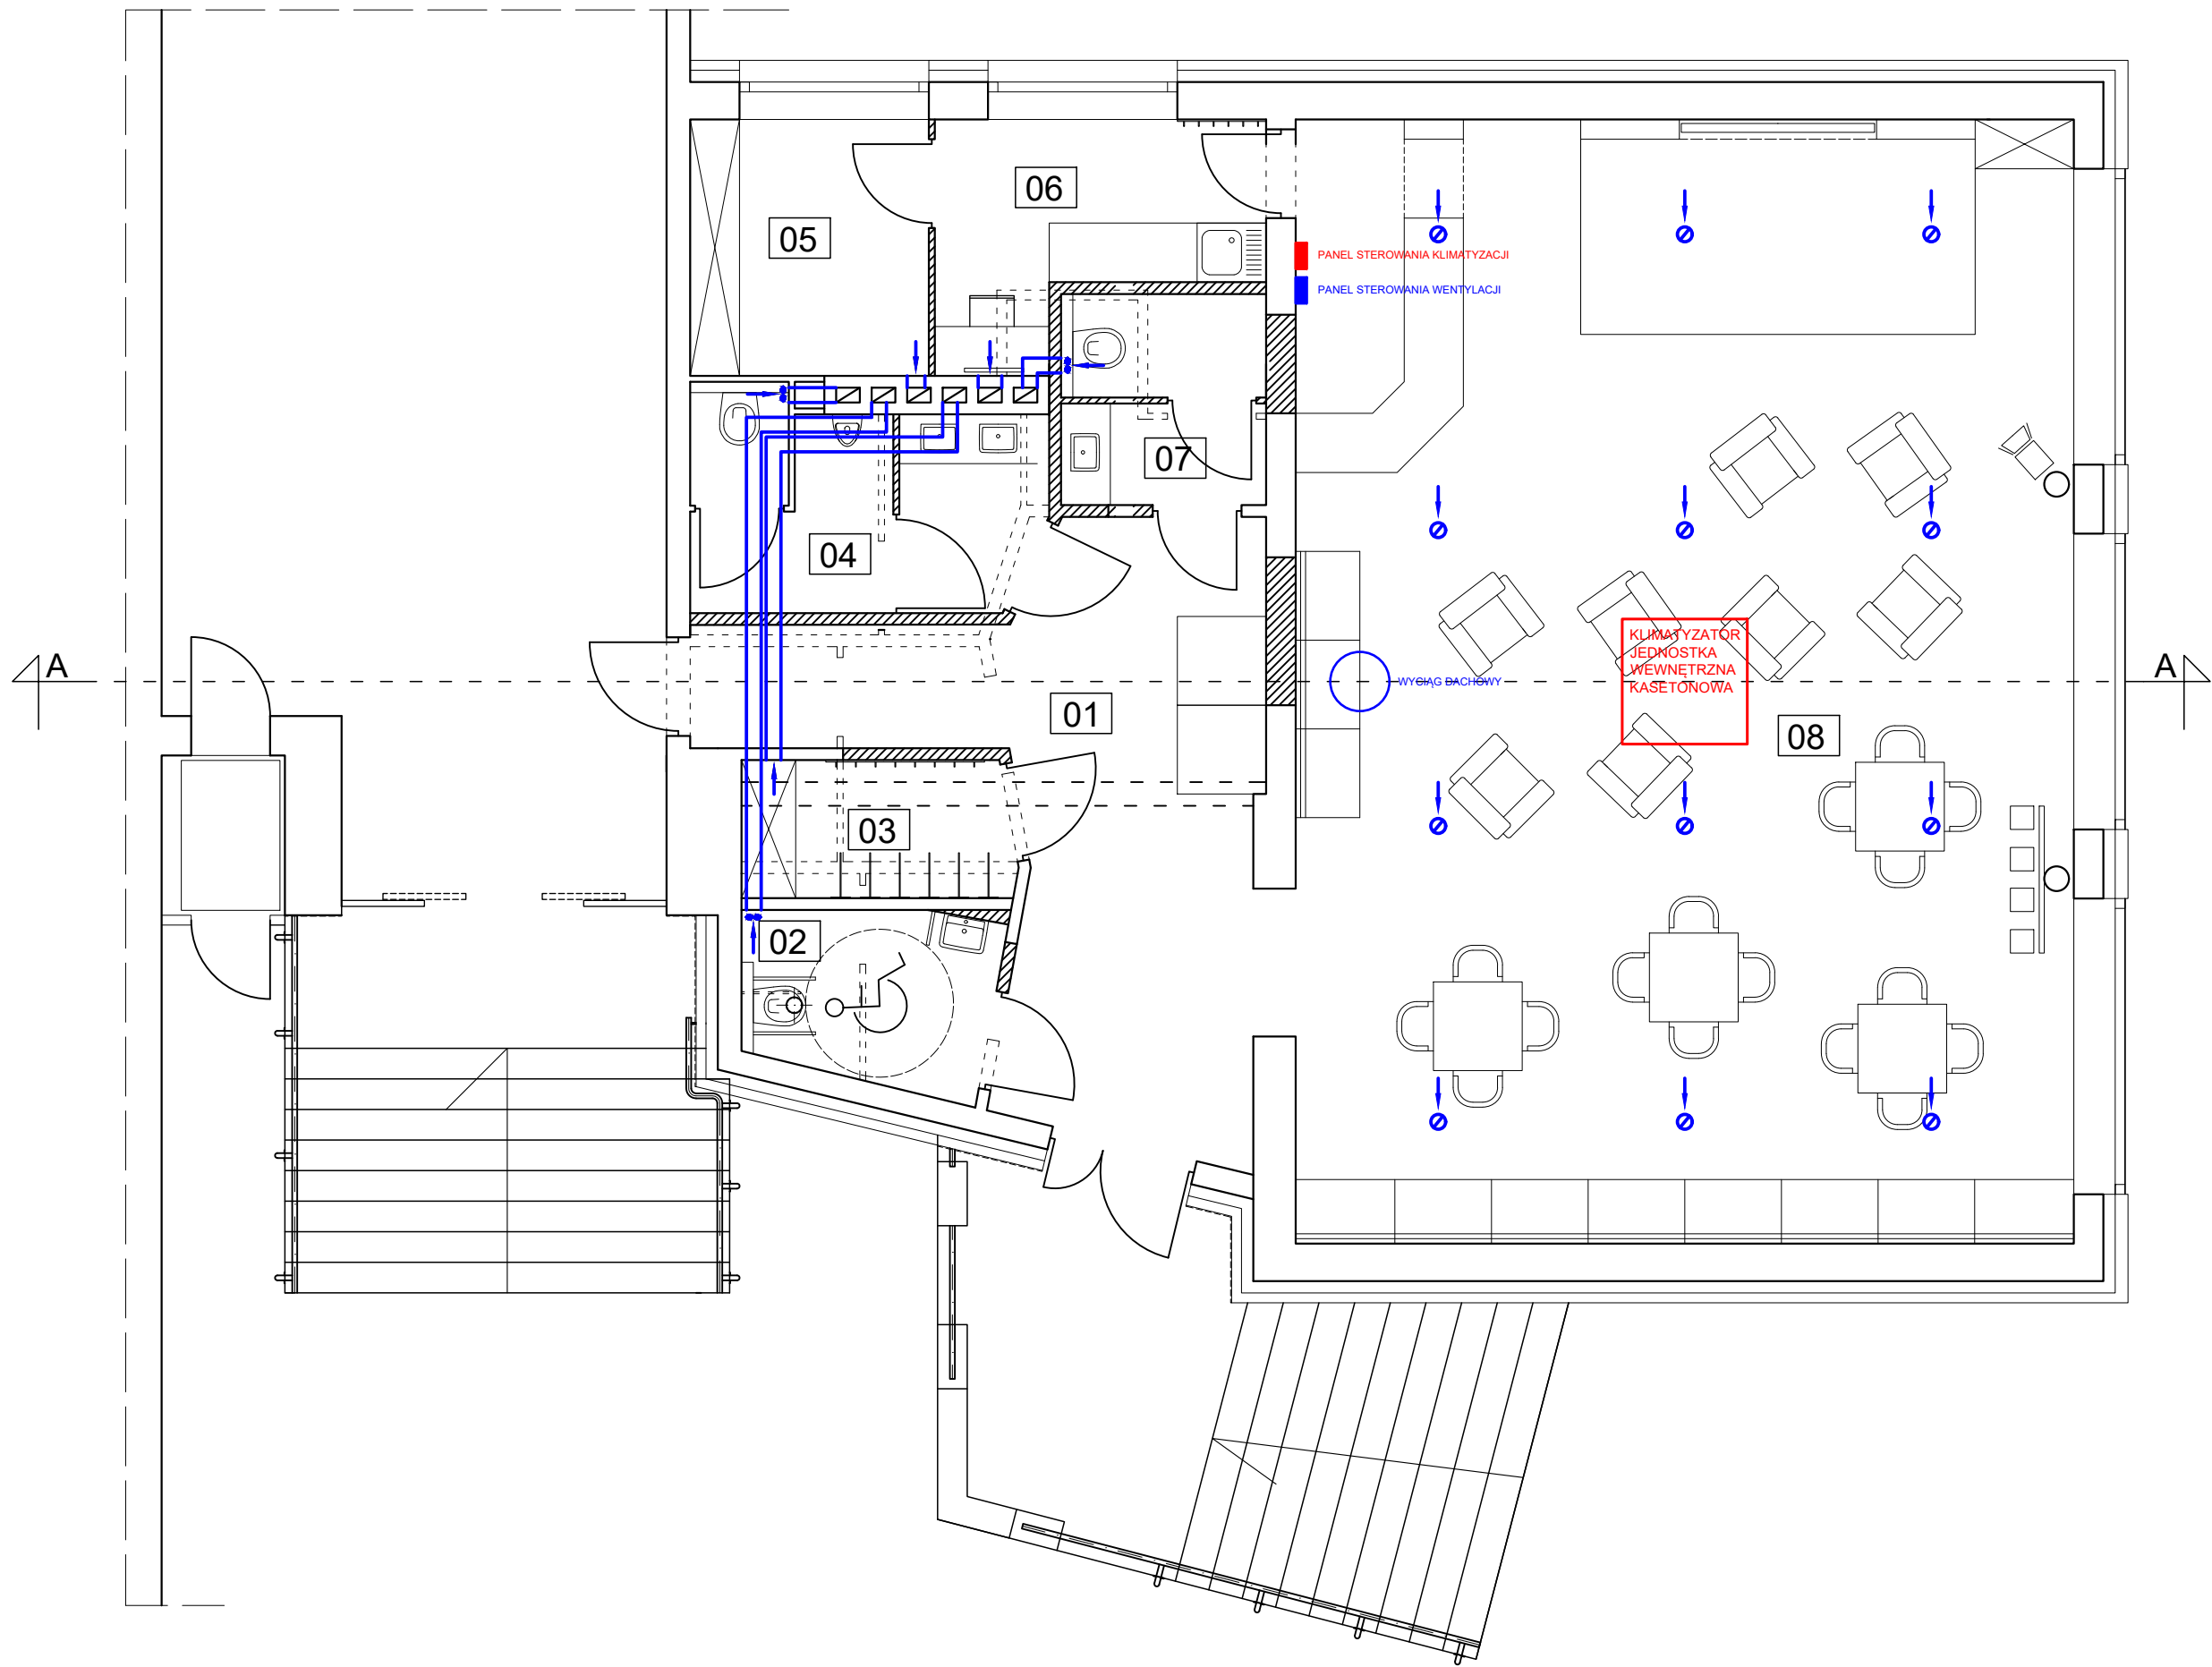 06
05
PANEL STEROWANIA KLIMATYZACJI
PANEL STEROWANIA WENTYLACJI
07
04
A
KLIMATYZATOR
JEDNOSTKA
WEWNĘTRZNA
KASETONOWA
A
WYCIĄG DACHOWY
01
08
03
02